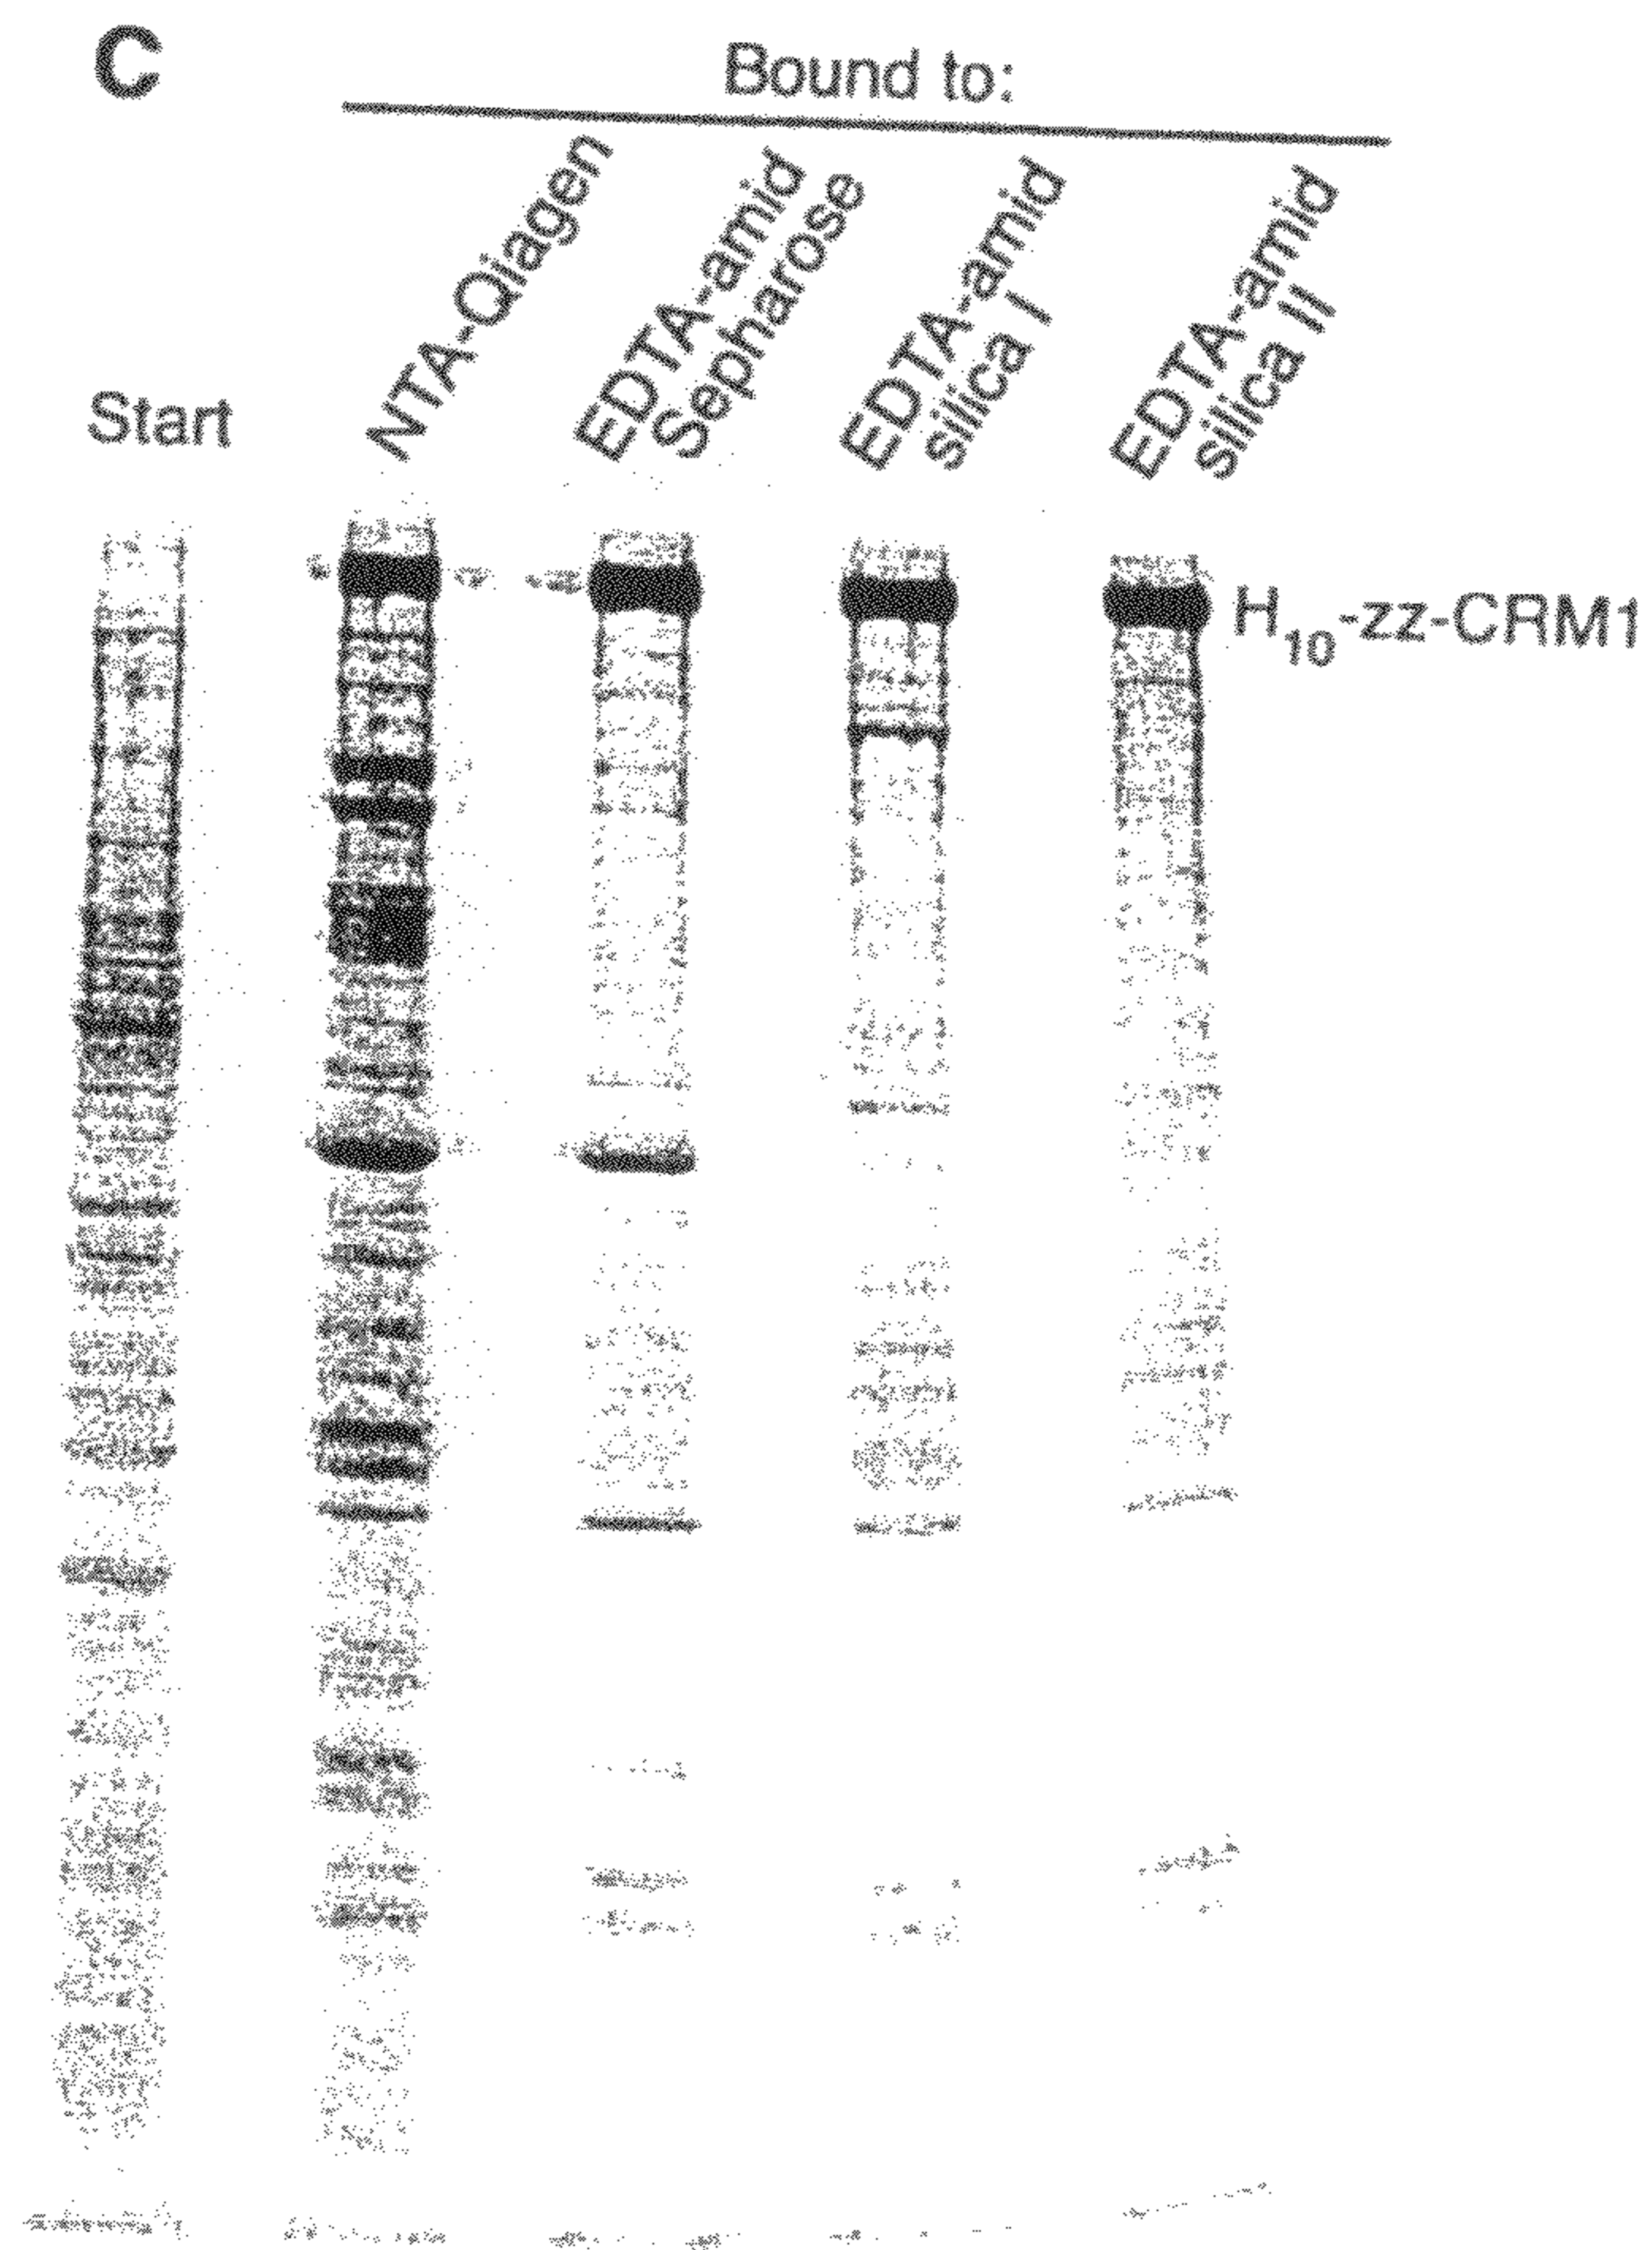 C
Bound to:
NTA-Qiagen
EDTA-amid
Sepharose
EDTA-amid
silica I
EDTA-amid
silica II
Start
H10-zz-CRM1